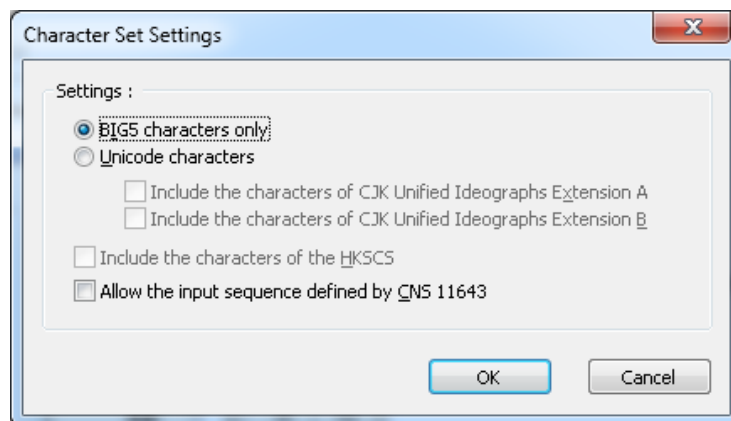 Character Set Settings
Settings :
BIG5 characters only
Unicode characters
Include the characters of CJK Unified Ideographs Extension A
Include the characters of CJK Unified Ideographs Extension B
Include the characters of the HKSCS
Allow the input sequence defined by CNS 11643
OK Cancel